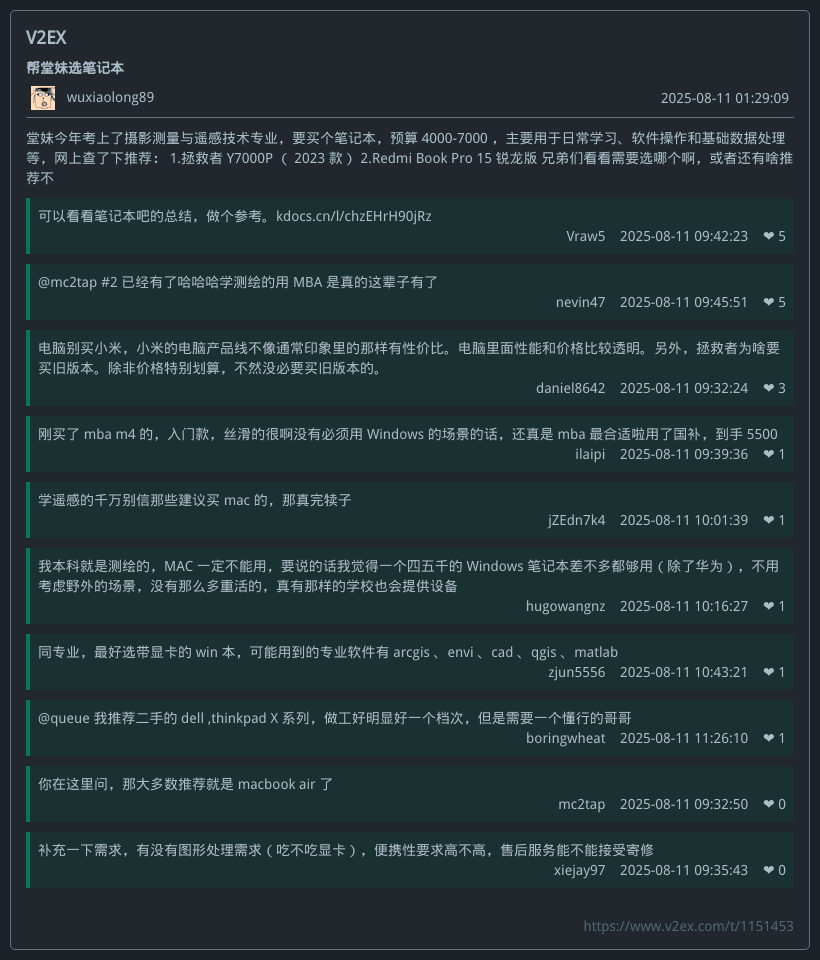 V2EX
帮堂妹选笔记本
wuxiaolong89
2025-08-11 01:29:09
堂妹今年考上了摄影测量与遥感技术专业，要买个笔记本，预算 4000-7000 ，主要用于日常学习、软件操作和基础数据处理
等，网上查了下推荐： 1.拯救者 Y7000P （ 2023 款 ）2.Redmi Book Pro 15 锐龙版 兄弟们看看需要选哪个啊，或者还有啥推
荐不
可以看看笔记本吧的总结，做个参考。kdocs.cn/l/chzEHrH90jRz
Vraw5 2025-08-11 09:42:23 ❤ 5
@mc2tap #2 已经有了哈哈哈学测绘的用 MBA 是真的这辈子有了
nevin47 2025-08-11 09:45:51 ❤ 5
电脑别买小米，小米的电脑产品线不像通常印象里的那样有性价比。电脑里面性能和价格比较透明。另外，拯救者为啥要
买旧版本。除非价格特别划算，不然没必要买旧版本的。
daniel8642 2025-08-11 09:32:24 ❤ 3
刚买了 mba m4 的，入门款，丝滑的很啊没有必须用 Windows 的场景的话，还真是 mba 最合适啦用了国补，到手 5500
ilaipi 2025-08-11 09:39:36 ❤ 1
学遥感的千万别信那些建议买 mac 的，那真完犊子
jZEdn7k4 2025-08-11 10:01:39 ❤ 1
我本科就是测绘的，MAC 一定不能用，要说的话我觉得一个四五千的 Windows 笔记本差不多都够用（除了华为），不用
考虑野外的场景，没有那么多重活的，真有那样的学校也会提供设备
hugowangnz 2025-08-11 10:16:27 ❤ 1
同专业，最好选带显卡的 win 本，可能用到的专业软件有 arcgis 、envi 、cad 、qgis 、matlab
zjun5556 2025-08-11 10:43:21 ❤ 1
@queue 我推荐二手的 dell ,thinkpad X 系列，做工好明显好一个档次，但是需要一个懂行的哥哥
boringwheat 2025-08-11 11:26:10 ❤ 1
你在这里问，那大多数推荐就是 macbook air 了
mc2tap 2025-08-11 09:32:50 ❤ 0
补充一下需求，有没有图形处理需求（吃不吃显卡），便携性要求高不高，售后服务能不能接受寄修
xiejay97 2025-08-11 09:35:43 ❤ 0
https://www.v2ex.com/t/1151453